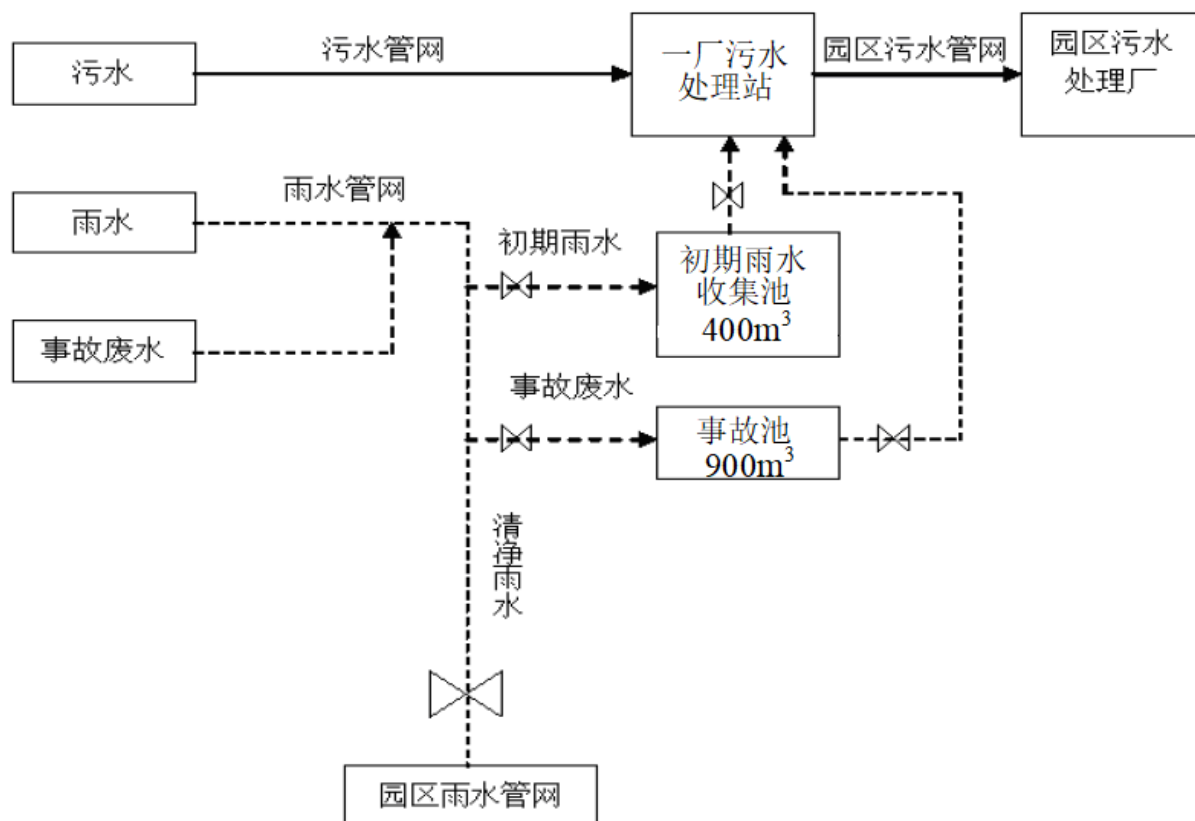 污水
污水管网
一厂污水
处理站
园区污水管网
园区污水
处理厂
雨水
雨水管网
初期雨水
初期雨水
收集池
400m³
事故废水
事故废水
事故池
900m³
清净雨水
园区雨水管网